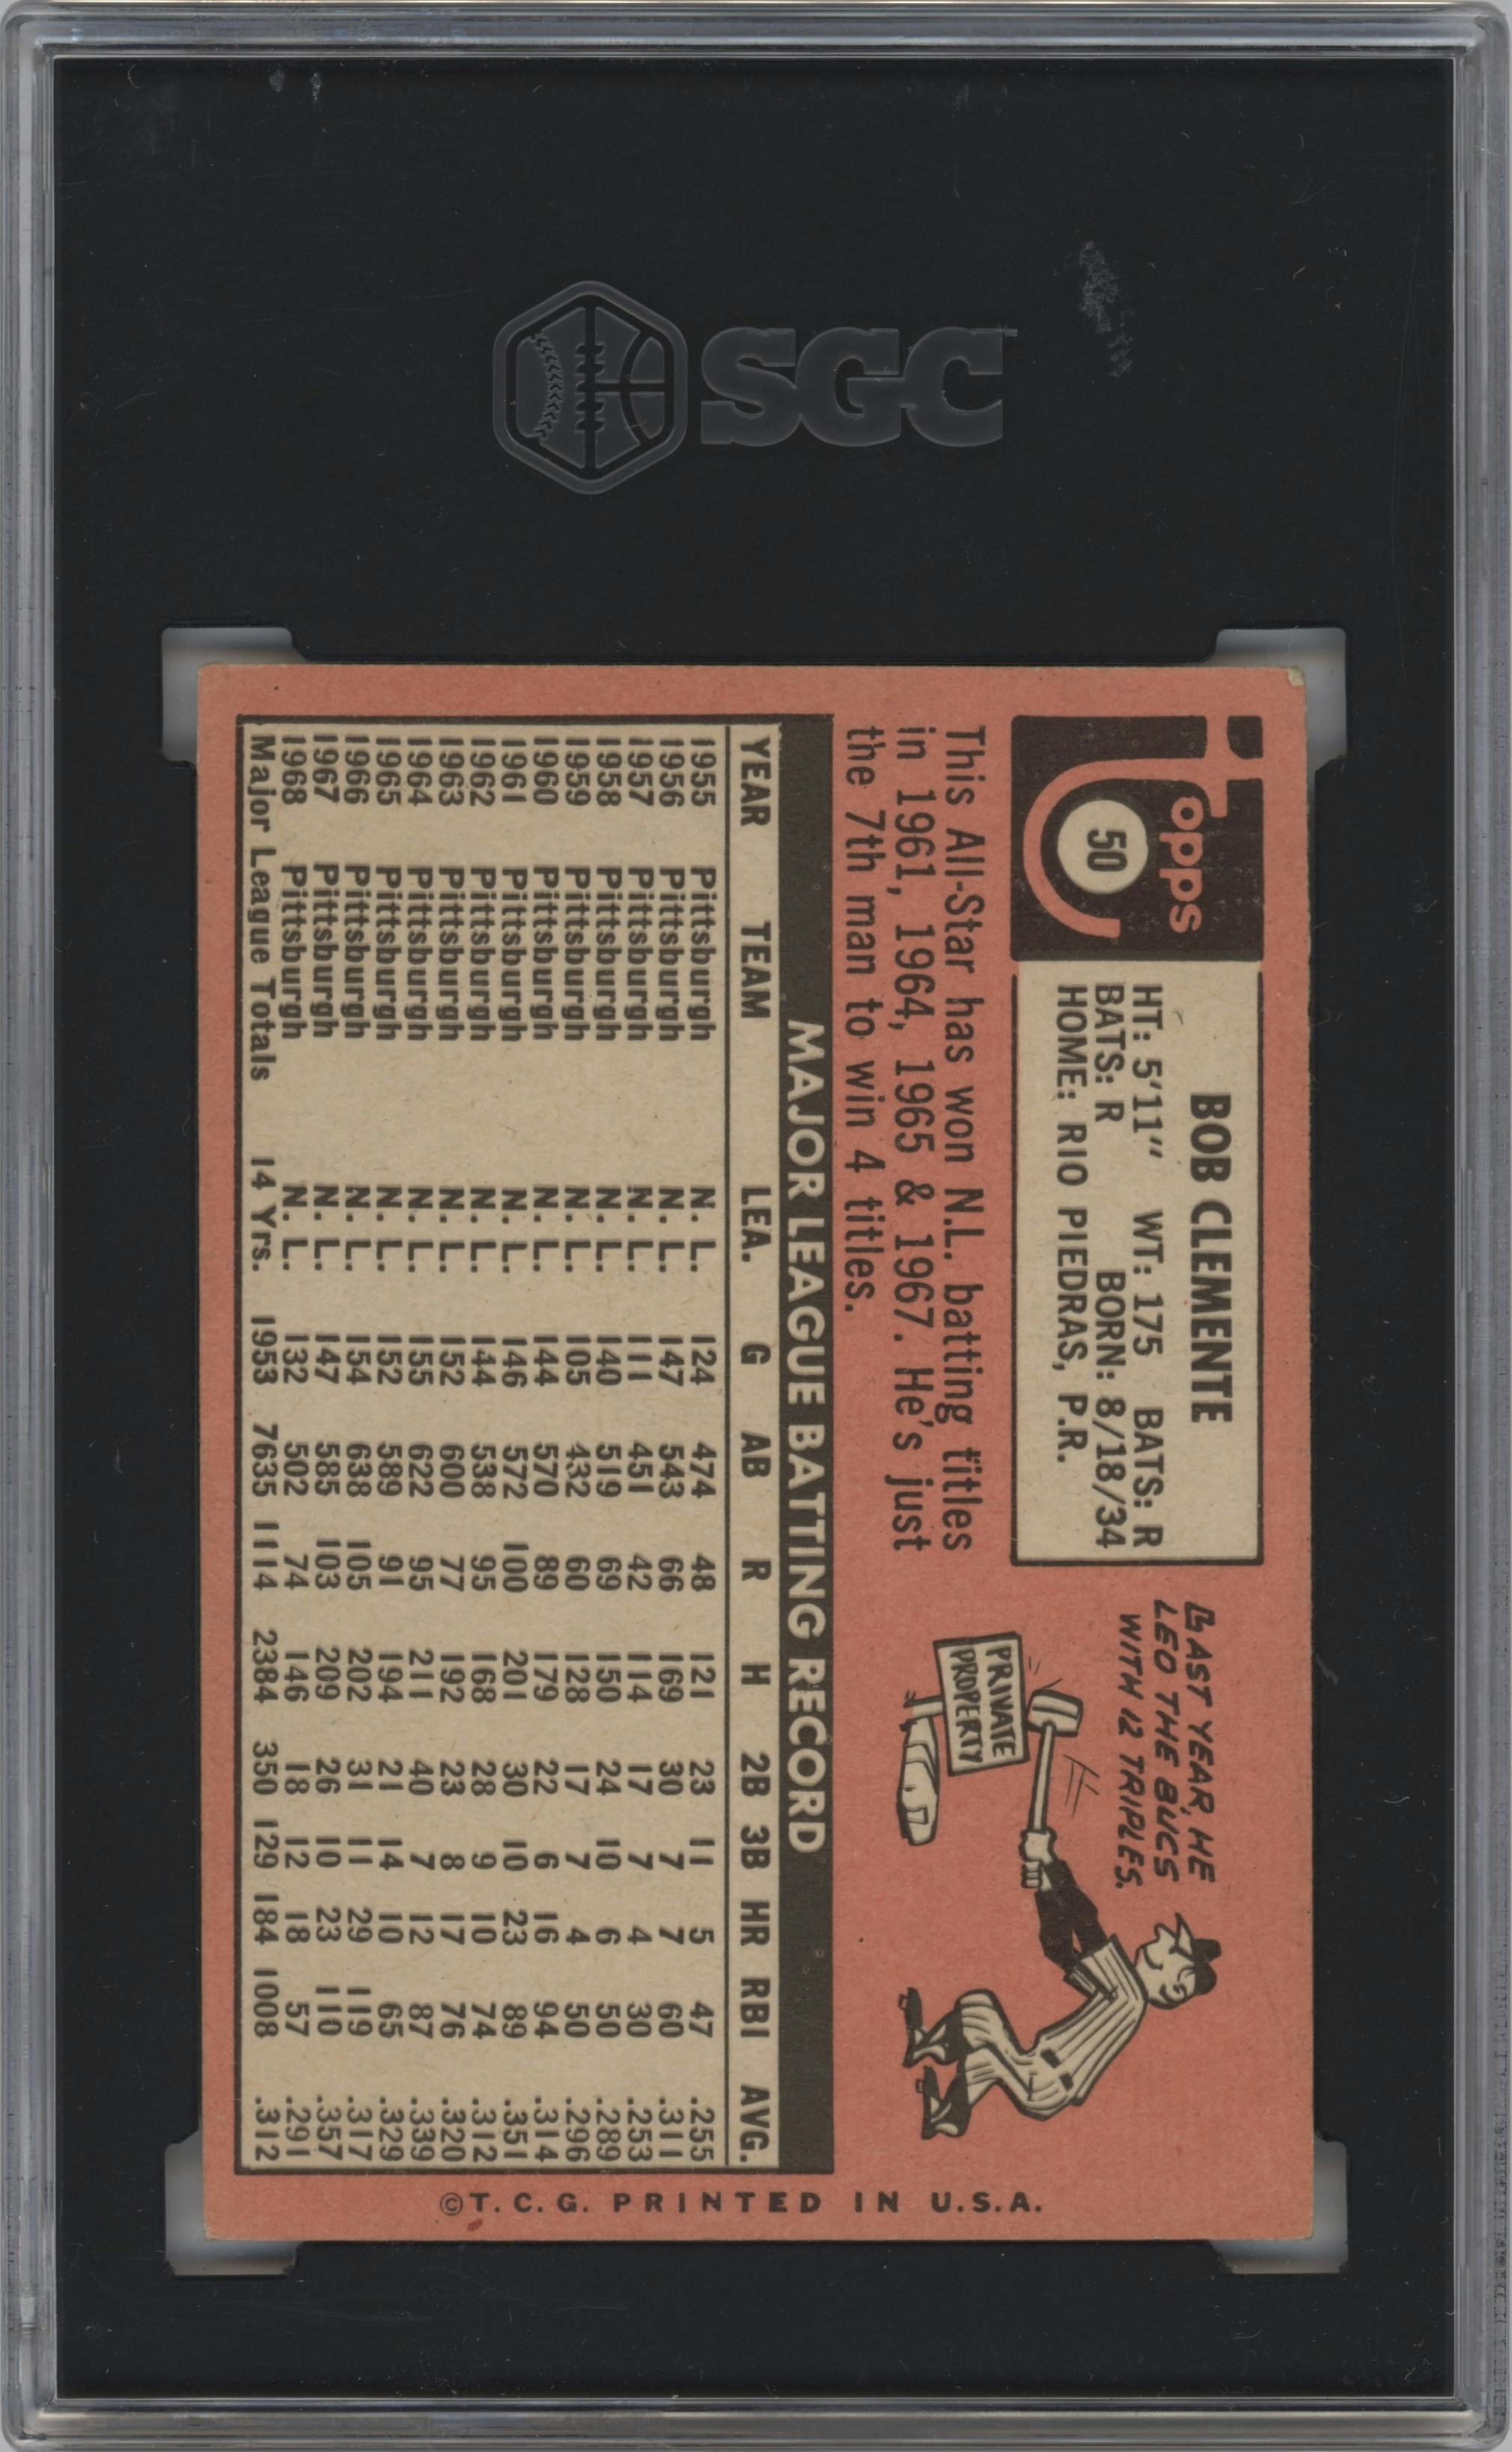 SGC
Topps
50
BOB CLEMENTE
HT: 5'11" WT: 175 BATS: R
BATS: R BORN: 8/18/34
HOME: RIO PIEDRAS, P.R.
LAST YEAR, HE
LED THE BUCS
WITH 12 TRIPLES.
PRIVATE
PROPERTY
This All-Star has won N.L. batting titles
in 1961, 1964, 1965 & 1967. He's just
the 7th man to win 4 titles.
MAJOR LEAGUE BATTING RECORD
YEAR TEAM LEA. G AB R H 2B 3B HR RBI AVG.
1955 Pittsburgh N. L. 124 474 48 121 23 11 5 47 .255
1956 Pittsburgh N. L. 147 543 66 169 30 7 7 60 .311
1957 Pittsburgh N. L. 111 451 42 114 17 7 4 30 .253
1958 Pittsburgh N. L. 140 519 69 150 24 10 6 50 .289
1959 Pittsburgh N. L. 105 432 60 128 17 7 4 50 .296
1960 Pittsburgh N. L. 144 570 89 179 22 6 16 94 .314
1961 Pittsburgh N. L. 146 572 100 201 30 10 23 89 .351
1962 Pittsburgh N. L. 144 538 95 168 28 9 10 74 .312
1963 Pittsburgh N. L. 152 600 77 192 23 8 17 76 .320
1964 Pittsburgh N. L. 155 622 95 211 40 7 12 87 .339
1965 Pittsburgh N. L. 152 589 91 194 21 14 10 65 .329
1966 Pittsburgh N. L. 154 638 105 202 31 11 29 119 .317
1967 Pittsburgh N. L. 147 585 103 209 26 10 23 110 .357
1968 Pittsburgh N. L. 132 502 74 146 18 12 18 57 .291
Major League Totals 14 Yrs. 1953 7635 1114 2384 350 129 184 1008 .312
©T. C. G. PRINTED IN U.S.A.